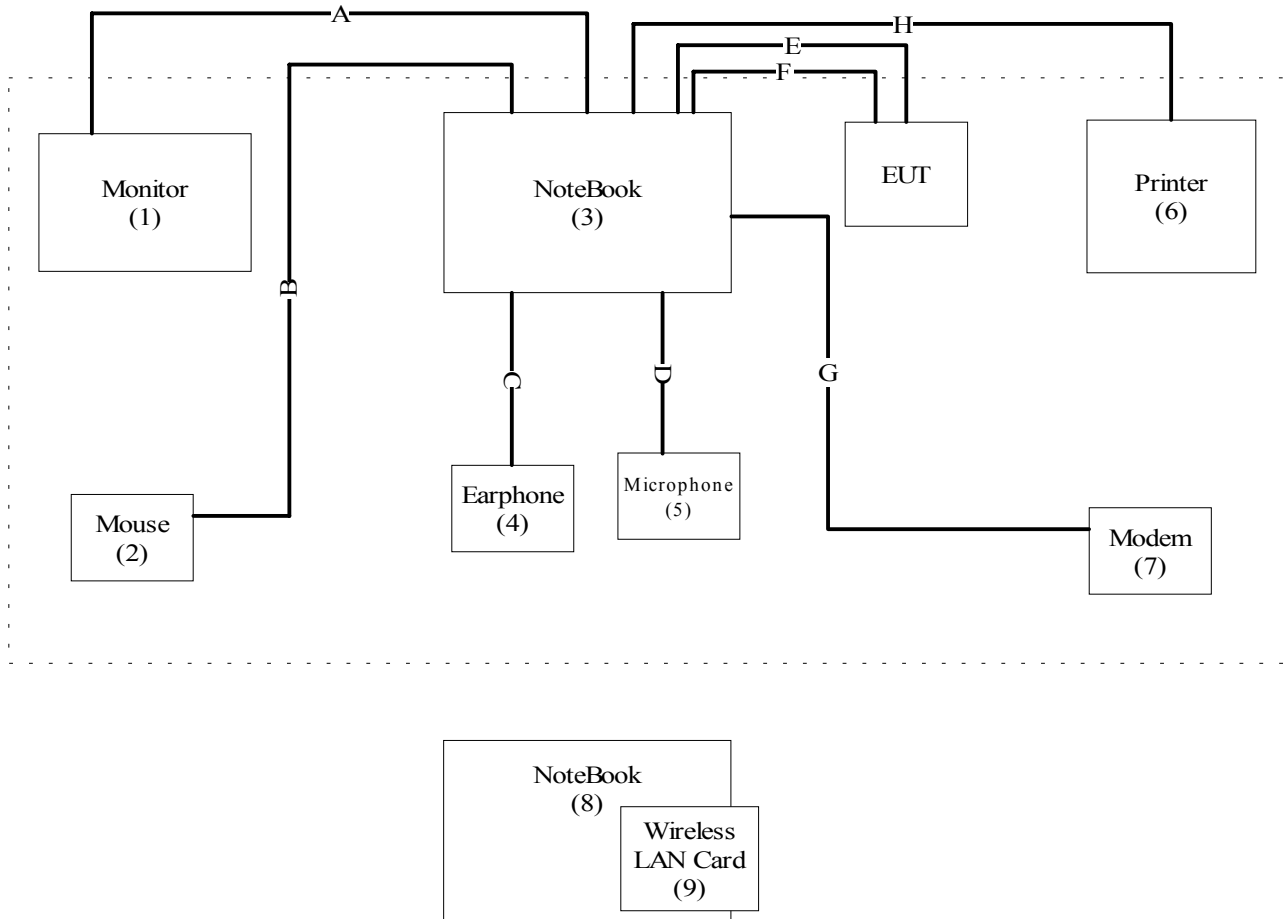 A
H
E
F
Monitor
(1)
NoteBook
(3)
EUT
Printer
(6)
B
C
D
G
Mouse
(2)
Earphone
(4)
Microphone
(5)
Modem
(7)
NoteBook
(8)
Wireless
LAN Card
(9)